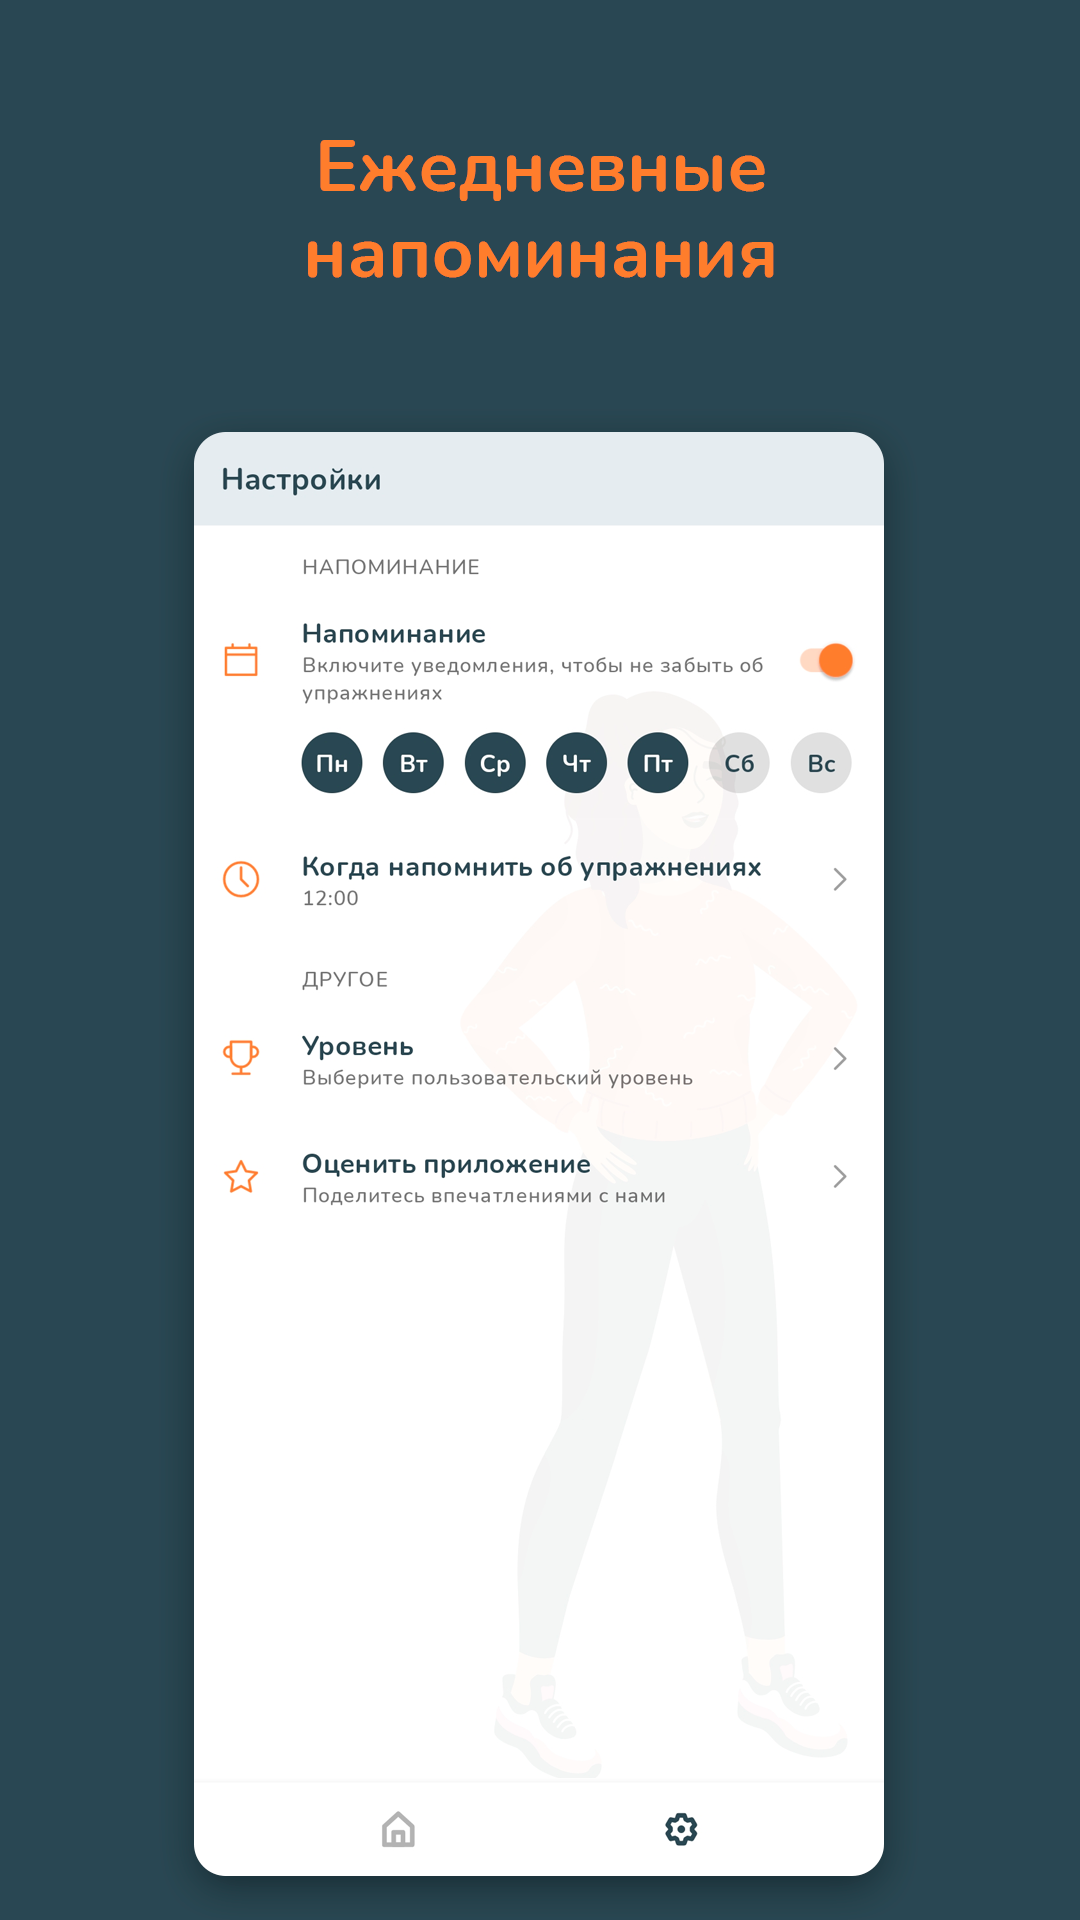 Ежедневные
напоминания
Настройки
НАПОМИНАНИЕ
Напоминание
Включите уведомления, чтобы не забыть об
упражнениях
Пн Вт Ср Чт Пт Сб Вс
Когда напомнить об упражнениях
12:00
ДРУГОЕ
Уровень
Выберите пользовательский уровень
Оценить приложение
Поделитесь впечатлениями с нами